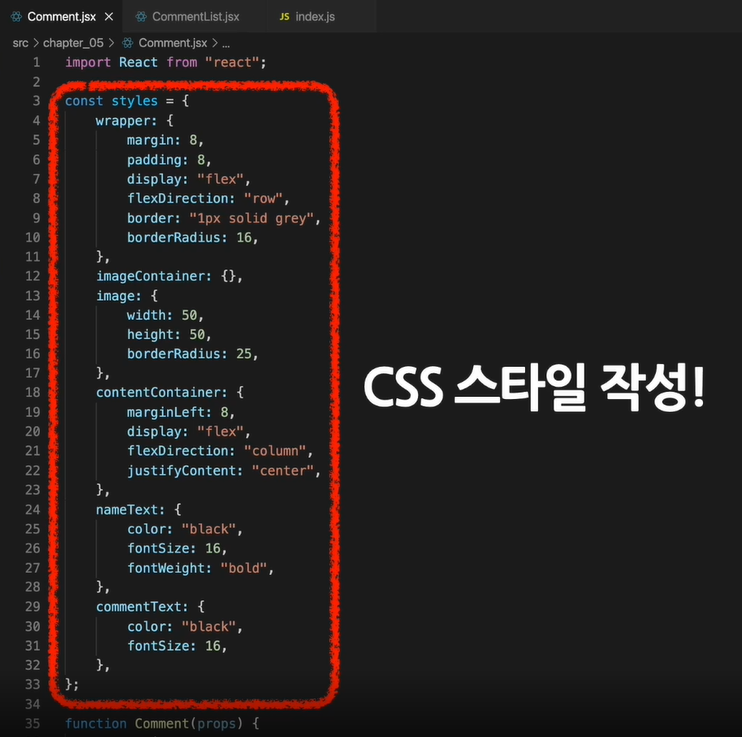 Comment.jsx × CommentList.jsx JS index.js
src > chapter_05 > Comment.jsx > ...
1 import React from "react";
2
3 const styles = {
4 wrapper: {
5 margin: 8,
6 padding: 8,
7 display: "flex",
8 flexDirection: "row",
9 border: "1px solid grey",
10 borderRadius: 16,
11 },
12 imageContainer: {},
13 image: {
14 width: 50,
15 height: 50,
16 borderRadius: 25,
17 },
18 contentContainer: {
19 marginLeft: 8,
20 display: "flex",
21 flexDirection: "column",
22 justifyContent: "center",
23 },
24 nameText: {
25 color: "black",
26 fontSize: 16,
27 fontWeight: "bold",
28 },
29 commentText: {
30 color: "black",
31 fontSize: 16,
32 },
33 };
34
35 function Comment(props) {
CSS 스타일 작성!